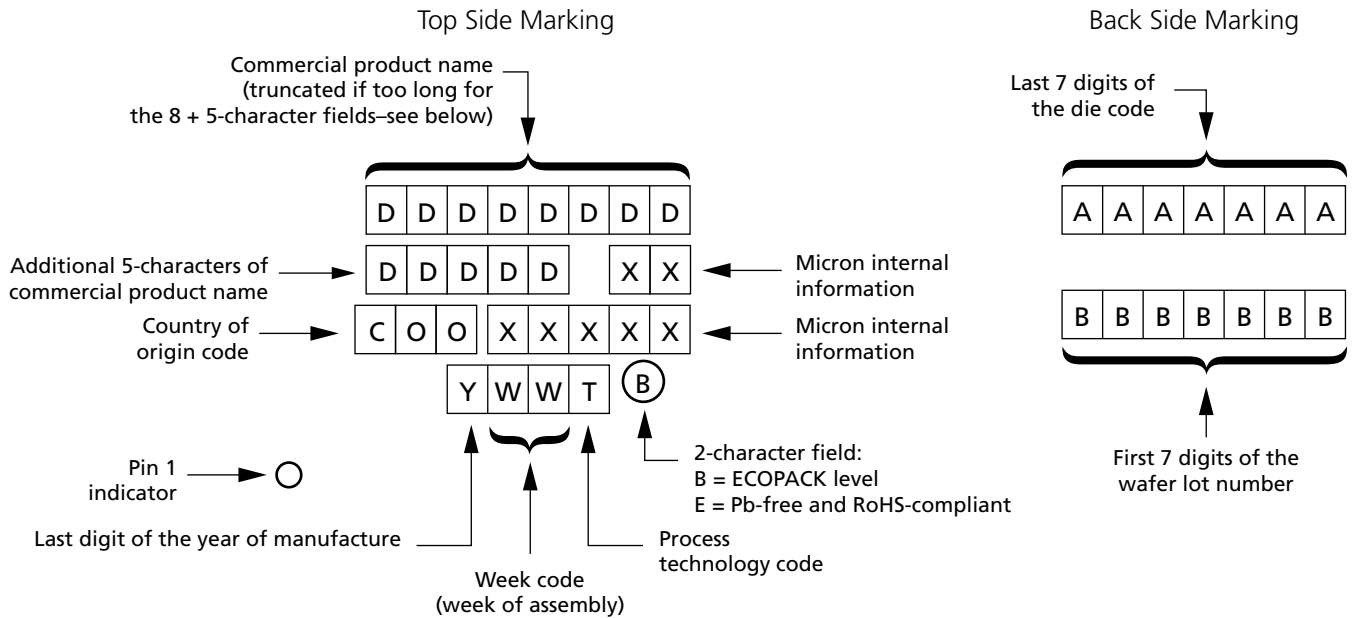 Top Side Marking
Back Side Marking
Commercial product name
(truncated if too long for
the 8 + 5-character fields–see below)
Last 7 digits of
the die code
D D D D D D D D
A A A A A A A
Additional 5-characters of
commercial product name
D D D D D X X
Micron internal
information
B B B B B B B
Country of
origin code
C O O X X X X X
Micron internal
information
Y W W T B
2-character field:
B = ECOPACK level
E = Pb-free and RoHS-compliant
First 7 digits of the
wafer lot number
Pin 1
indicator
Last digit of the year of manufacture
Process
technology code
Week code
(week of assembly)